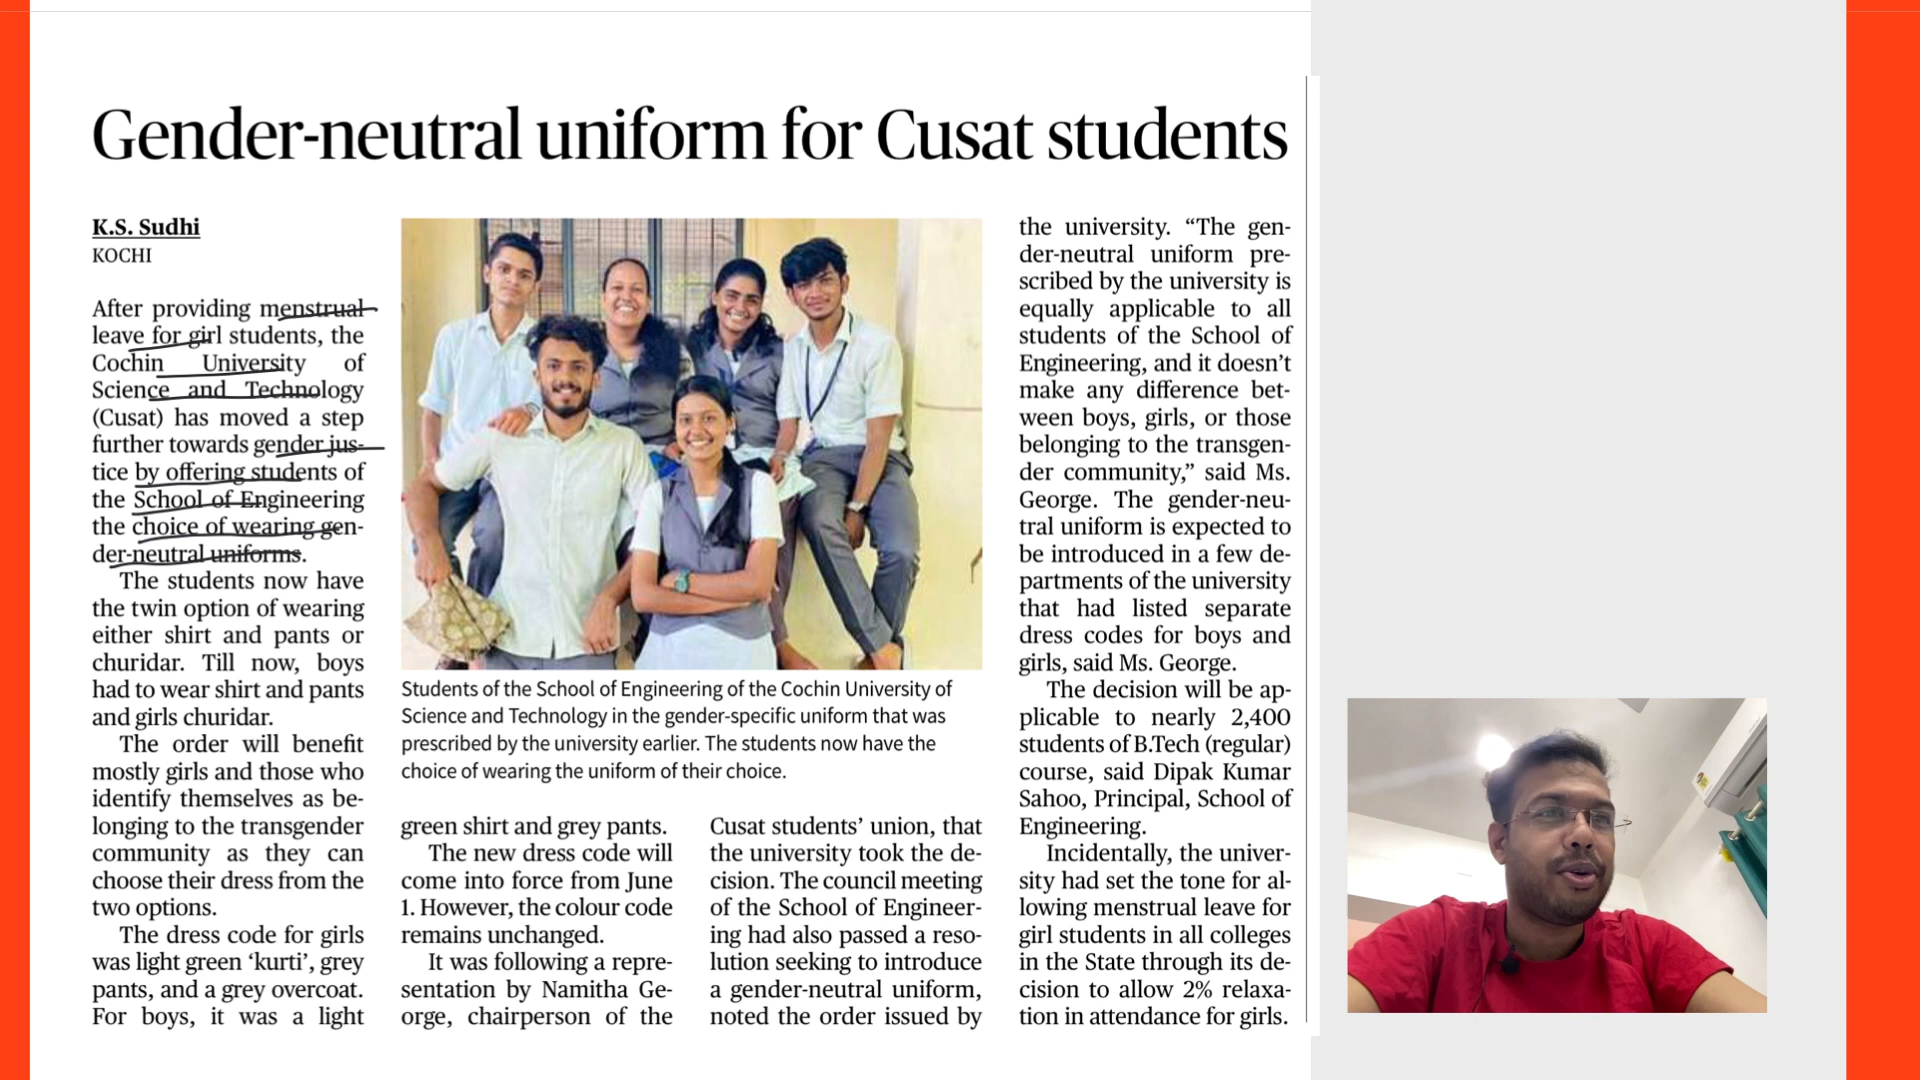 Gender-neutral uniform for Cusat students
K.S. Sudhi
KOCHI
After providing menstrual
leave for girl students, the
Cochin University of
Science and Technology
(Cusat) has moved a step
further towards gender jus-
tice by offering students of
the School of Engineering
the choice of wearing gen-
der-neutral uniforms.
The students now have
the twin option of wearing
either shirt and pants or
churidar. Till now, boys
had to wear shirt and pants
and girls churidar.
The order will benefit
mostly girls and those who
identify themselves as be-
longing to the transgender
community as they can
choose their dress from the
two options.
The dress code for girls
was light green ‘kurti’, grey
pants, and a grey overcoat.
For boys, it was a light
Students of the School of Engineering of the Cochin University of
Science and Technology in the gender-specific uniform that was
prescribed by the university earlier. The students now have the
choice of wearing the uniform of their choice.
green shirt and grey pants.
The new dress code will
come into force from June
1. However, the colour code
remains unchanged.
It was following a repre-
sentation by Namitha Ge-
orge, chairperson of the
Cusat students’ union, that
the university took the de-
cision. The council meeting
of the School of Engineer-
ing had also passed a reso-
lution seeking to introduce
a gender-neutral uniform,
noted the order issued by
the university. “The gen-
der-neutral uniform pre-
scribed by the university is
equally applicable to all
students of the School of
Engineering, and it doesn’t
make any difference bet-
ween boys, girls, or those
belonging to the transgen-
der community,” said Ms.
George. The gender-neu-
tral uniform is expected to
be introduced in a few de-
partments of the university
that had listed separate
dress codes for boys and
girls, said Ms. George.
The decision will be ap-
plicable to nearly 2,400
students of B.Tech (regular)
course, said Dipak Kumar
Sahoo, Principal, School of
Engineering.
Incidentally, the univer-
sity had set the tone for al-
lowing menstrual leave for
girl students in all colleges
in the State through its de-
cision to allow 2% relaxa-
tion in attendance for girls.